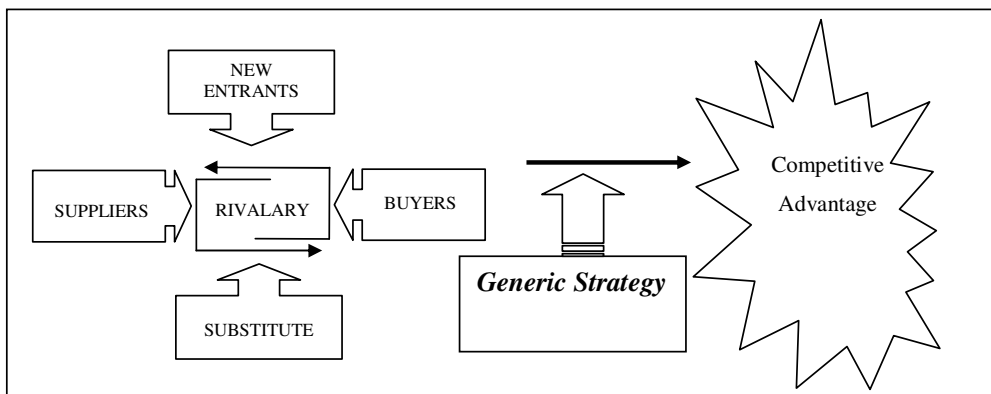 NEW
ENTRANTS
SUPPLIERS
RIVALARY
BUYERS
SUBSTITUTE
Generic Strategy
Competitive
Advantage